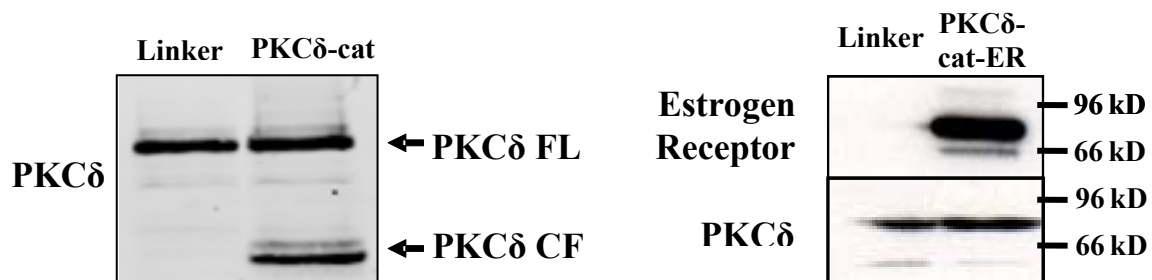 Linker PKCδ-cat
PKCδ
PKCδ FL
PKCδ CF
Linker PKCδ-
cat-ER
Estrogen
Receptor
96 kD
66 kD
PKCδ
96 kD
66 kD